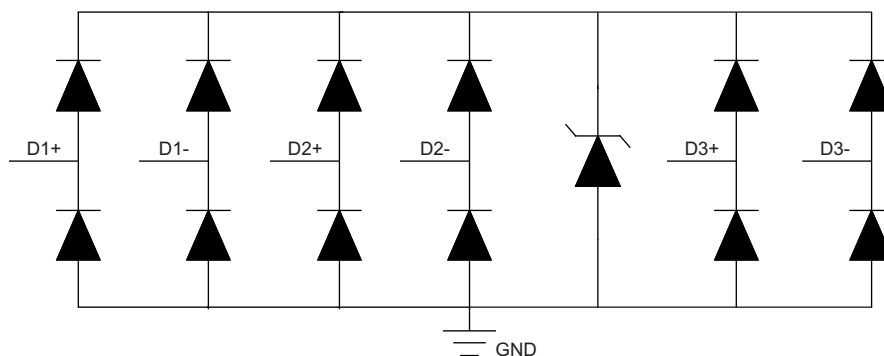 D1+ D1- D2+ D2- D3+ D3-
GND